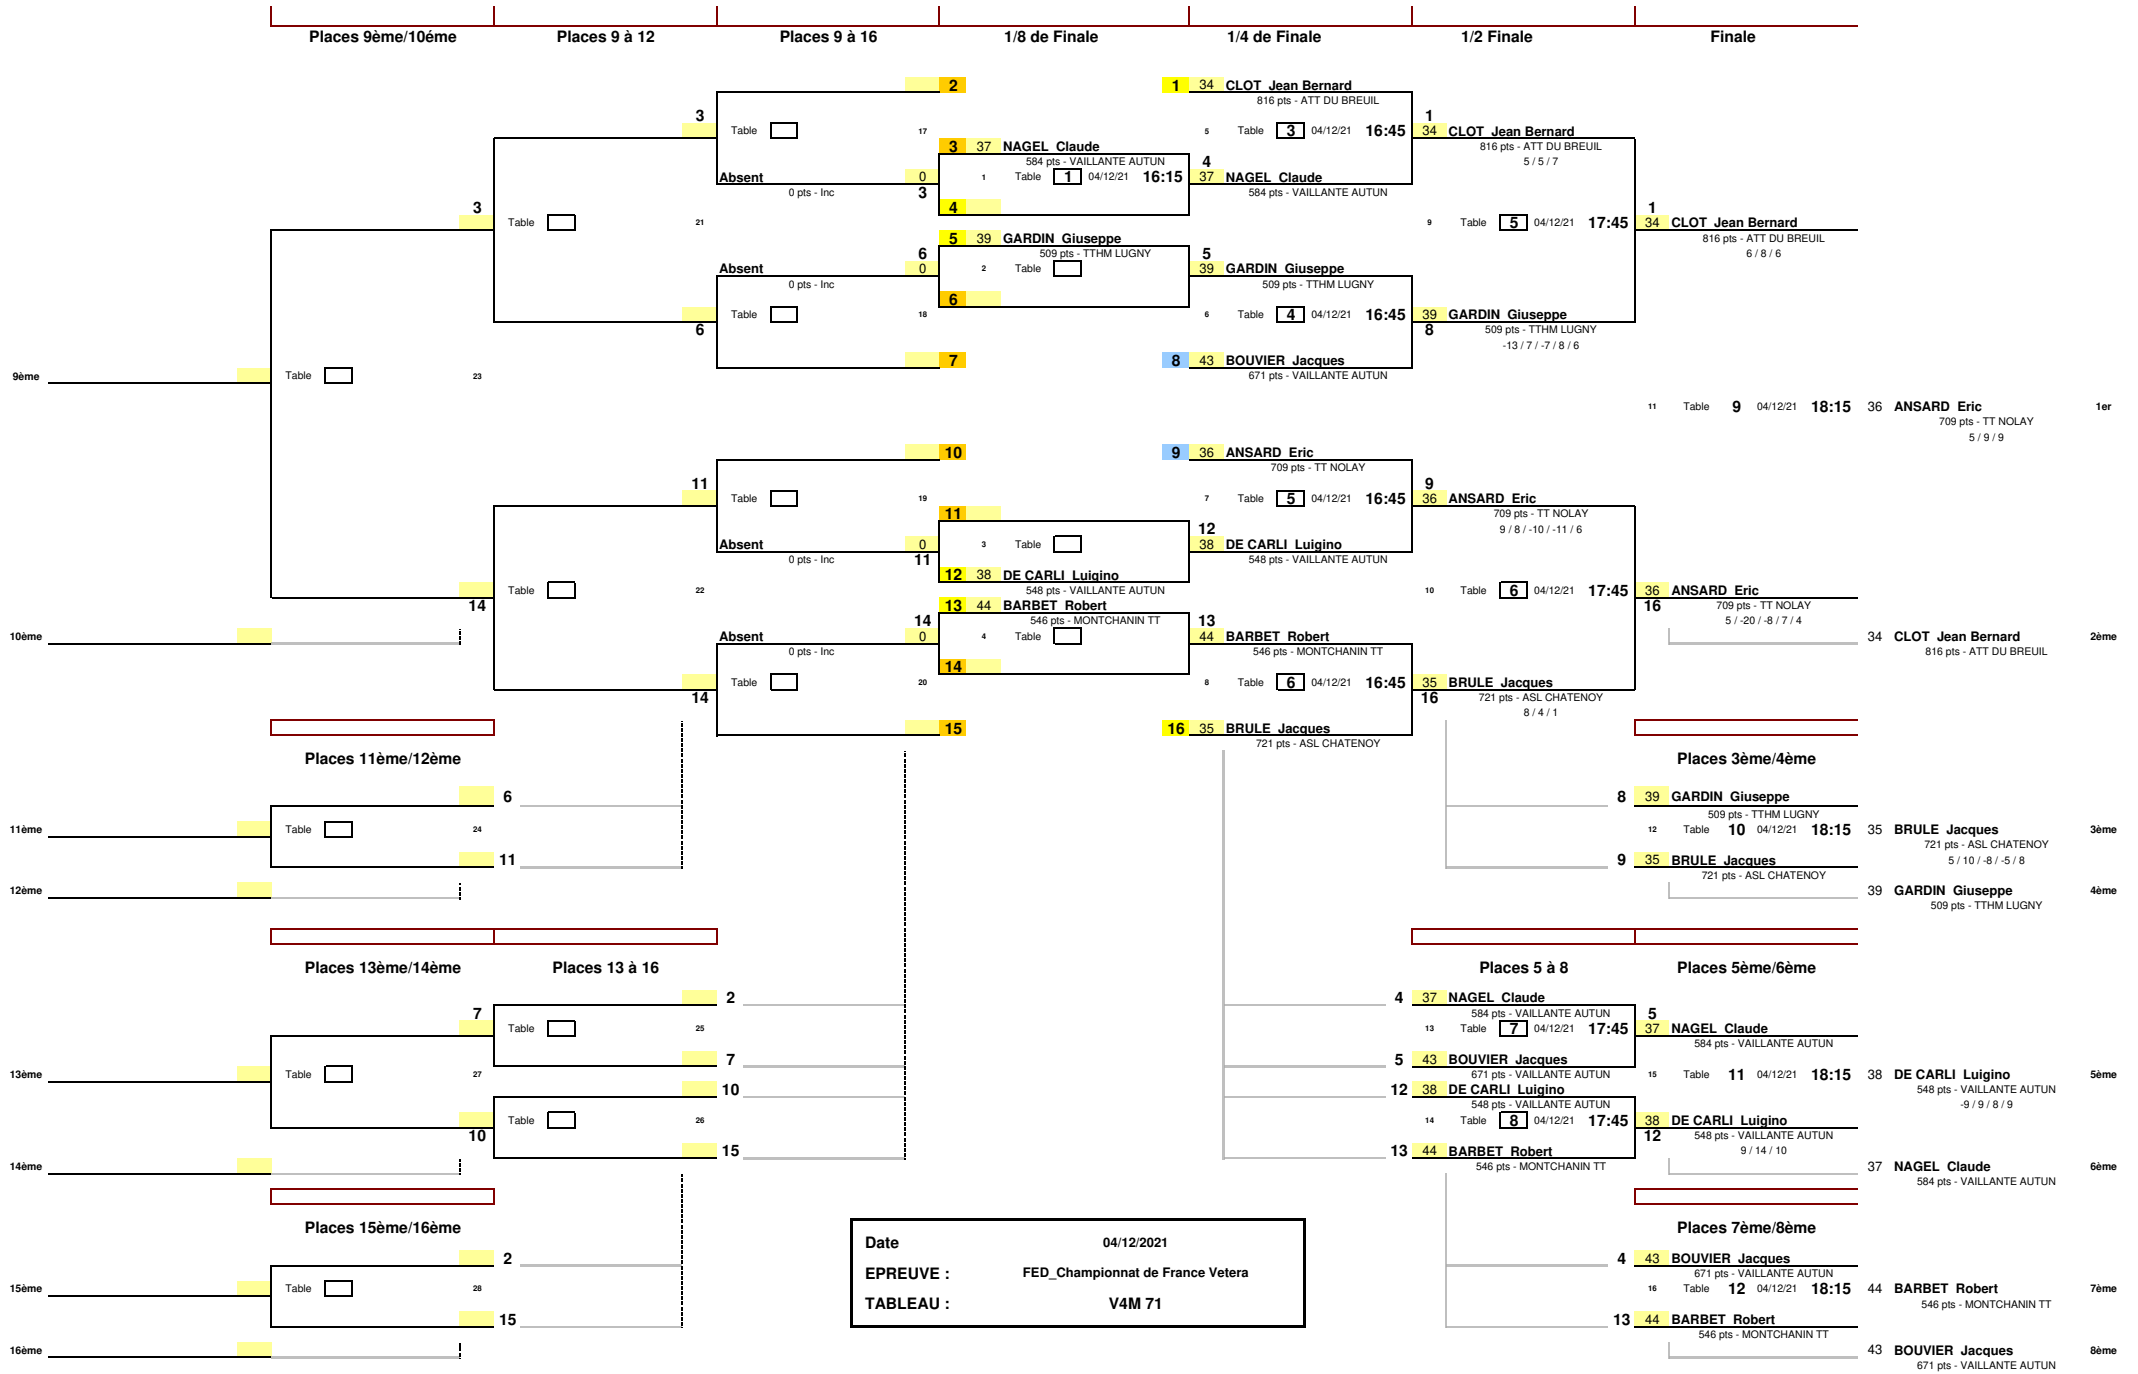 Places 9ème/10éme Places 9 à 12 Places 9 à 16 1/8 de Finale 1/4 de Finale 1/2 Finale Finale
2 1 34 CLOT Jean Bernard
816 pts - ATT DU BREUIL
3 1
Table 17 5 Table 3 04/12/21 16:45 34 CLOT Jean Bernard
3 37 NAGEL Claude 816 pts - ATT DU BREUIL
584 pts - VAILLANTE AUTUN 4 5 / 5 / 7
Absent 0 1 Table 1 04/12/21 16:15 37 NAGEL Claude
0 pts - Inc 3 584 pts - VAILLANTE AUTUN
3 4 1
Table 21 9 Table 5 04/12/21 17:45 34 CLOT Jean Bernard
5 39 GARDIN Giuseppe 816 pts - ATT DU BREUIL
6 509 pts - TTHM LUGNY 5 6 / 8 / 6
Absent 0 2 Table 39 GARDIN Giuseppe
0 pts - Inc 509 pts - TTHM LUGNY
6
Table 18 6 Table 4 04/12/21 16:45 39 GARDIN Giuseppe
6 8 509 pts - TTHM LUGNY
-13 / 7 / -7 / 8 / 6
7 8 43 BOUVIER Jacques
9ème Table 23 671 pts - VAILLANTE AUTUN
11 Table 9 04/12/21 18:15 36 ANSARD Eric 1er
709 pts - TT NOLAY
5 / 9 / 9
10 9 36 ANSARD Eric
709 pts - TT NOLAY
11 9
Table 19 7 Table 5 04/12/21 16:45 36 ANSARD Eric
11 709 pts - TT NOLAY
12 9 / 8 / -10 / -11 / 6
Absent 0 3 Table 38 DE CARLI Luigino
0 pts - Inc 11 548 pts - VAILLANTE AUTUN
12 38 DE CARLI Luigino
Table 22 548 pts - VAILLANTE AUTUN 10 Table 6 04/12/21 17:45 36 ANSARD Eric
14 13 44 BARBET Robert 16 709 pts - TT NOLAY
14 546 pts - MONTCHANIN TT 13 5 / -20 / -8 / 7 / 4
10ème Absent 0 4 Table 44 BARBET Robert 34 CLOT Jean Bernard 2ème
0 pts - Inc 546 pts - MONTCHANIN TT 816 pts - ATT DU BREUIL
14
Table 20 8 Table 6 04/12/21 16:45 35 BRULE Jacques
14 16 721 pts - ASL CHATENOY
8 / 4 / 1
15 16 35 BRULE Jacques
721 pts - ASL CHATENOY
Places 11ème/12ème Places 3ème/4ème
6 8 39 GARDIN Giuseppe
509 pts - TTHM LUGNY
11ème Table 24 12 Table 10 04/12/21 18:15 35 BRULE Jacques 3ème
721 pts - ASL CHATENOY
11 9 35 BRULE Jacques 5 / 10 / -8 / -5 / 8
721 pts - ASL CHATENOY
12ème 39 GARDIN Giuseppe 4ème
509 pts - TTHM LUGNY
Places 13ème/14ème Places 13 à 16 Places 5 à 8 Places 5ème/6ème
2 4 37 NAGEL Claude
7 584 pts - VAILLANTE AUTUN 5
Table 25 13 Table 7 04/12/21 17:45 37 NAGEL Claude
584 pts - VAILLANTE AUTUN
7 5 43 BOUVIER Jacques
13ème Table 27 671 pts - VAILLANTE AUTUN 15 Table 11 04/12/21 18:15 38 DE CARLI Luigino 5ème
10 12 38 DE CARLI Luigino 548 pts - VAILLANTE AUTUN
548 pts - VAILLANTE AUTUN -9 / 9 / 8 / 9
Table 26 14 Table 8 04/12/21 17:45 38 DE CARLI Luigino
10 12 548 pts - VAILLANTE AUTUN
15 13 44 BARBET Robert 9 / 14 / 10
14ème 546 pts - MONTCHANIN TT 37 NAGEL Claude 6ème
584 pts - VAILLANTE AUTUN
Places 15ème/16ème Places 7ème/8ème
Date 04/12/2021
2 4 43 BOUVIER Jacques
EPREUVE : FED_Championnat de France Vetera 671 pts - VAILLANTE AUTUN
15ème Table 28 16 Table 12 04/12/21 18:15 44 BARBET Robert 7ème
TABLEAU : V4M 71 546 pts - MONTCHANIN TT
15 13 44 BARBET Robert
546 pts - MONTCHANIN TT
16ème 43 BOUVIER Jacques 8ème
671 pts - VAILLANTE AUTUN